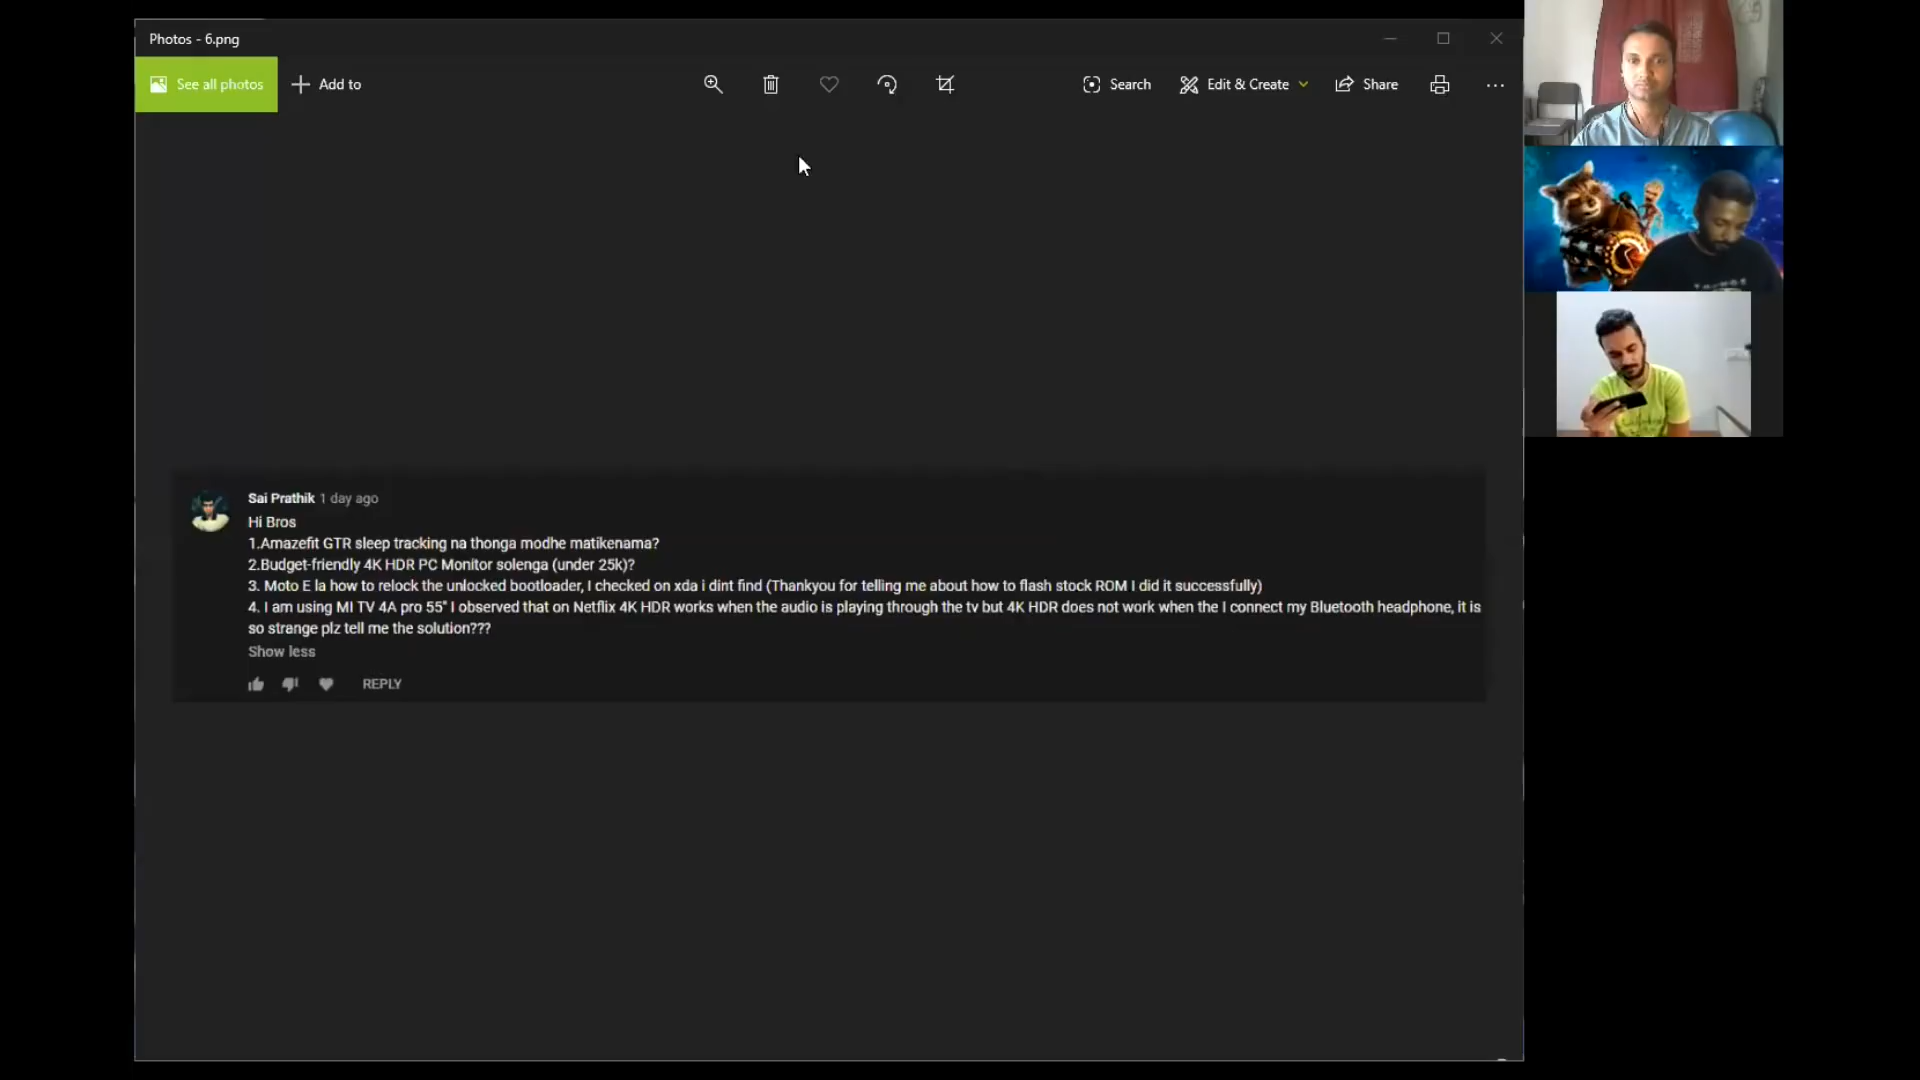 Photos - 6.png
See all photos
Add to
Search
Edit & Create
Share
Sai Prathik 1 day ago
Hi Bros
1.Amazefit GTR sleep tracking na thonga modhe matikenama?
2.Budget-friendly 4K HDR PC Monitor solenga (under 25k)?
3. Moto E la how to relock the unlocked bootloader, I checked on xda i dint find (Thankyou for telling me about how to flash stock ROM I did it successfully)
4. I am using MI TV 4A pro 55" I observed that on Netflix 4K HDR works when the audio is playing through the tv but 4K HDR does not work when the I connect my Bluetooth headphone, it is
so strange plz tell me the solution???
Show less
REPLY